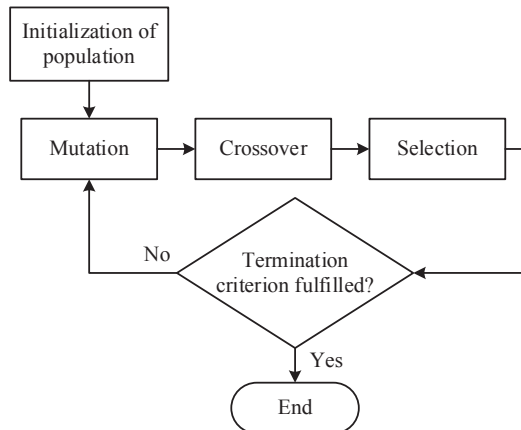 Initialization of
population
Mutation
Crossover
Selection
No
Termination
criterion fulfilled?
Yes
End